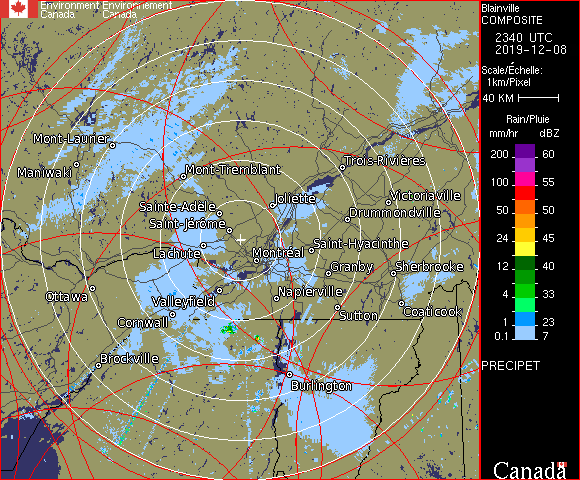 Environment Environnement
Canada Canada
Blainville
COMPOSITE
2340 UTC
2019-12-08
Scale/Échelle:
1km/Pixel
40 KM
Rain/Pluie
mm/hr dBZ
200 60
100 55
50 50
24 45
12 40
4 33
1 23
0.1 7
PRECIPET
Mont-Laurier
Maniwaki
Mont-Tremblant
Trois-Rivières
Sainte-Adèle
Joliette
Victoriaville
Drummondville
Saint-Jérôme
Lachute
Montréal
Saint-Hyacinthe
Granby
Sherbrooke
Ottawa
Valleyfield
Napierville
Cornwall
Sutton
Coaticook
Brockville
Burlington
Canada